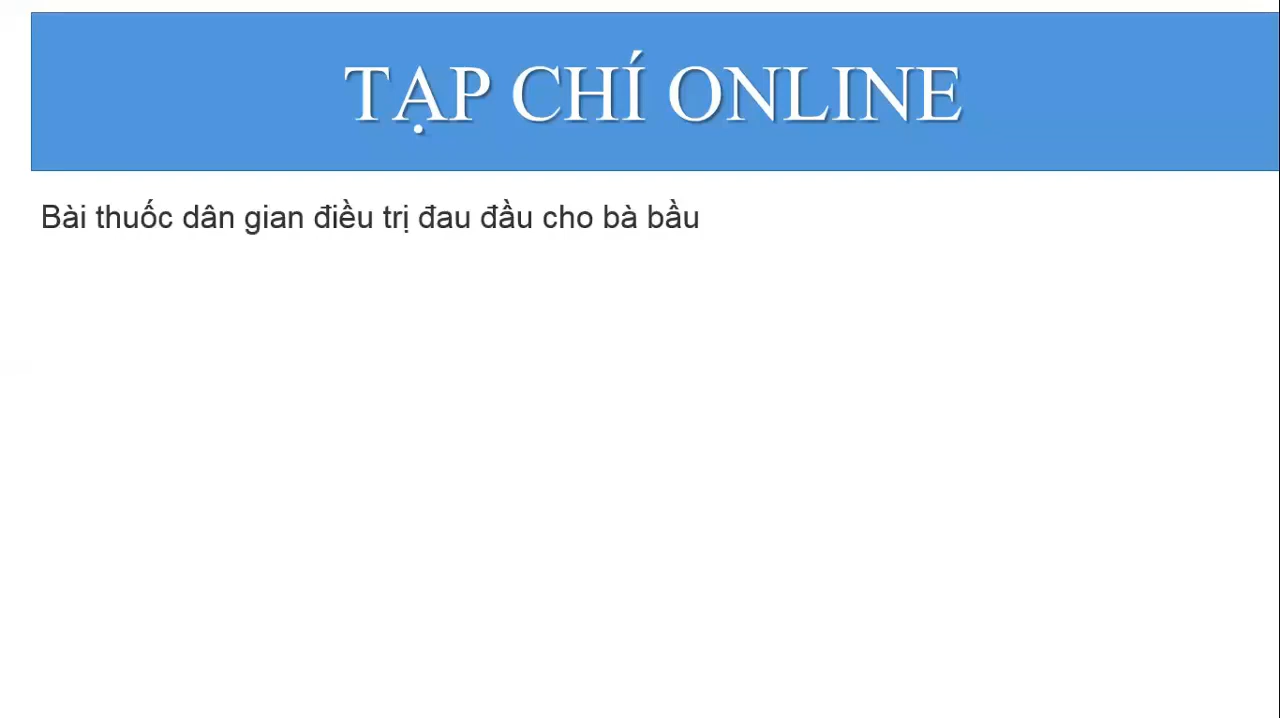 TẠP CHÍ ONLINE
Bài thuốc dân gian điều trị đau đầu cho bà bầu